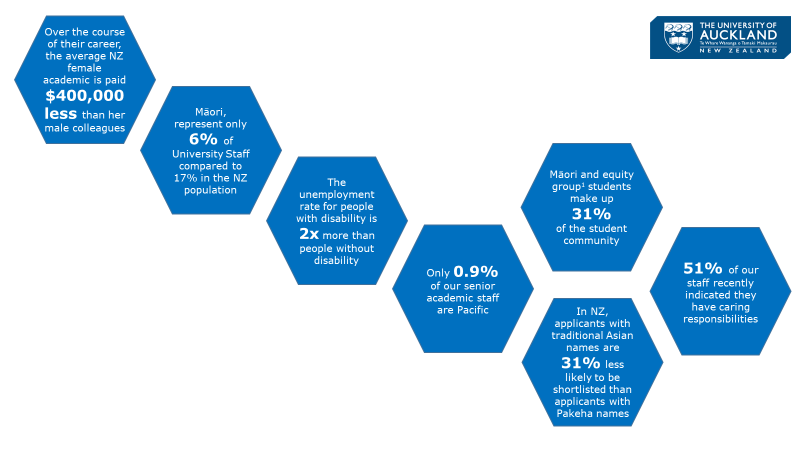 Over the course
of their career,
the average NZ
female
academic is paid
$400,000
less than her
male colleagues
Māori,
represent only
6% of
University Staff
compared to
17% in the NZ
population
The
unemployment
rate for people
with disability is
2x more than
people without
disability
Only 0.9%
of our senior
academic staff
are Pacific
Māori and equity
group¹ students
make up
31%
of the student
community
In NZ,
applicants with
traditional Asian
names are
31% less
likely to be
shortlisted than
applicants with
Pakeha names
51% of our
staff recently
indicated they
have caring
responsibilities
THE UNIVERSITY OF
AUCKLAND
Te Whare Wānanga o Tāmaki Makaurau
NEW ZEALAND